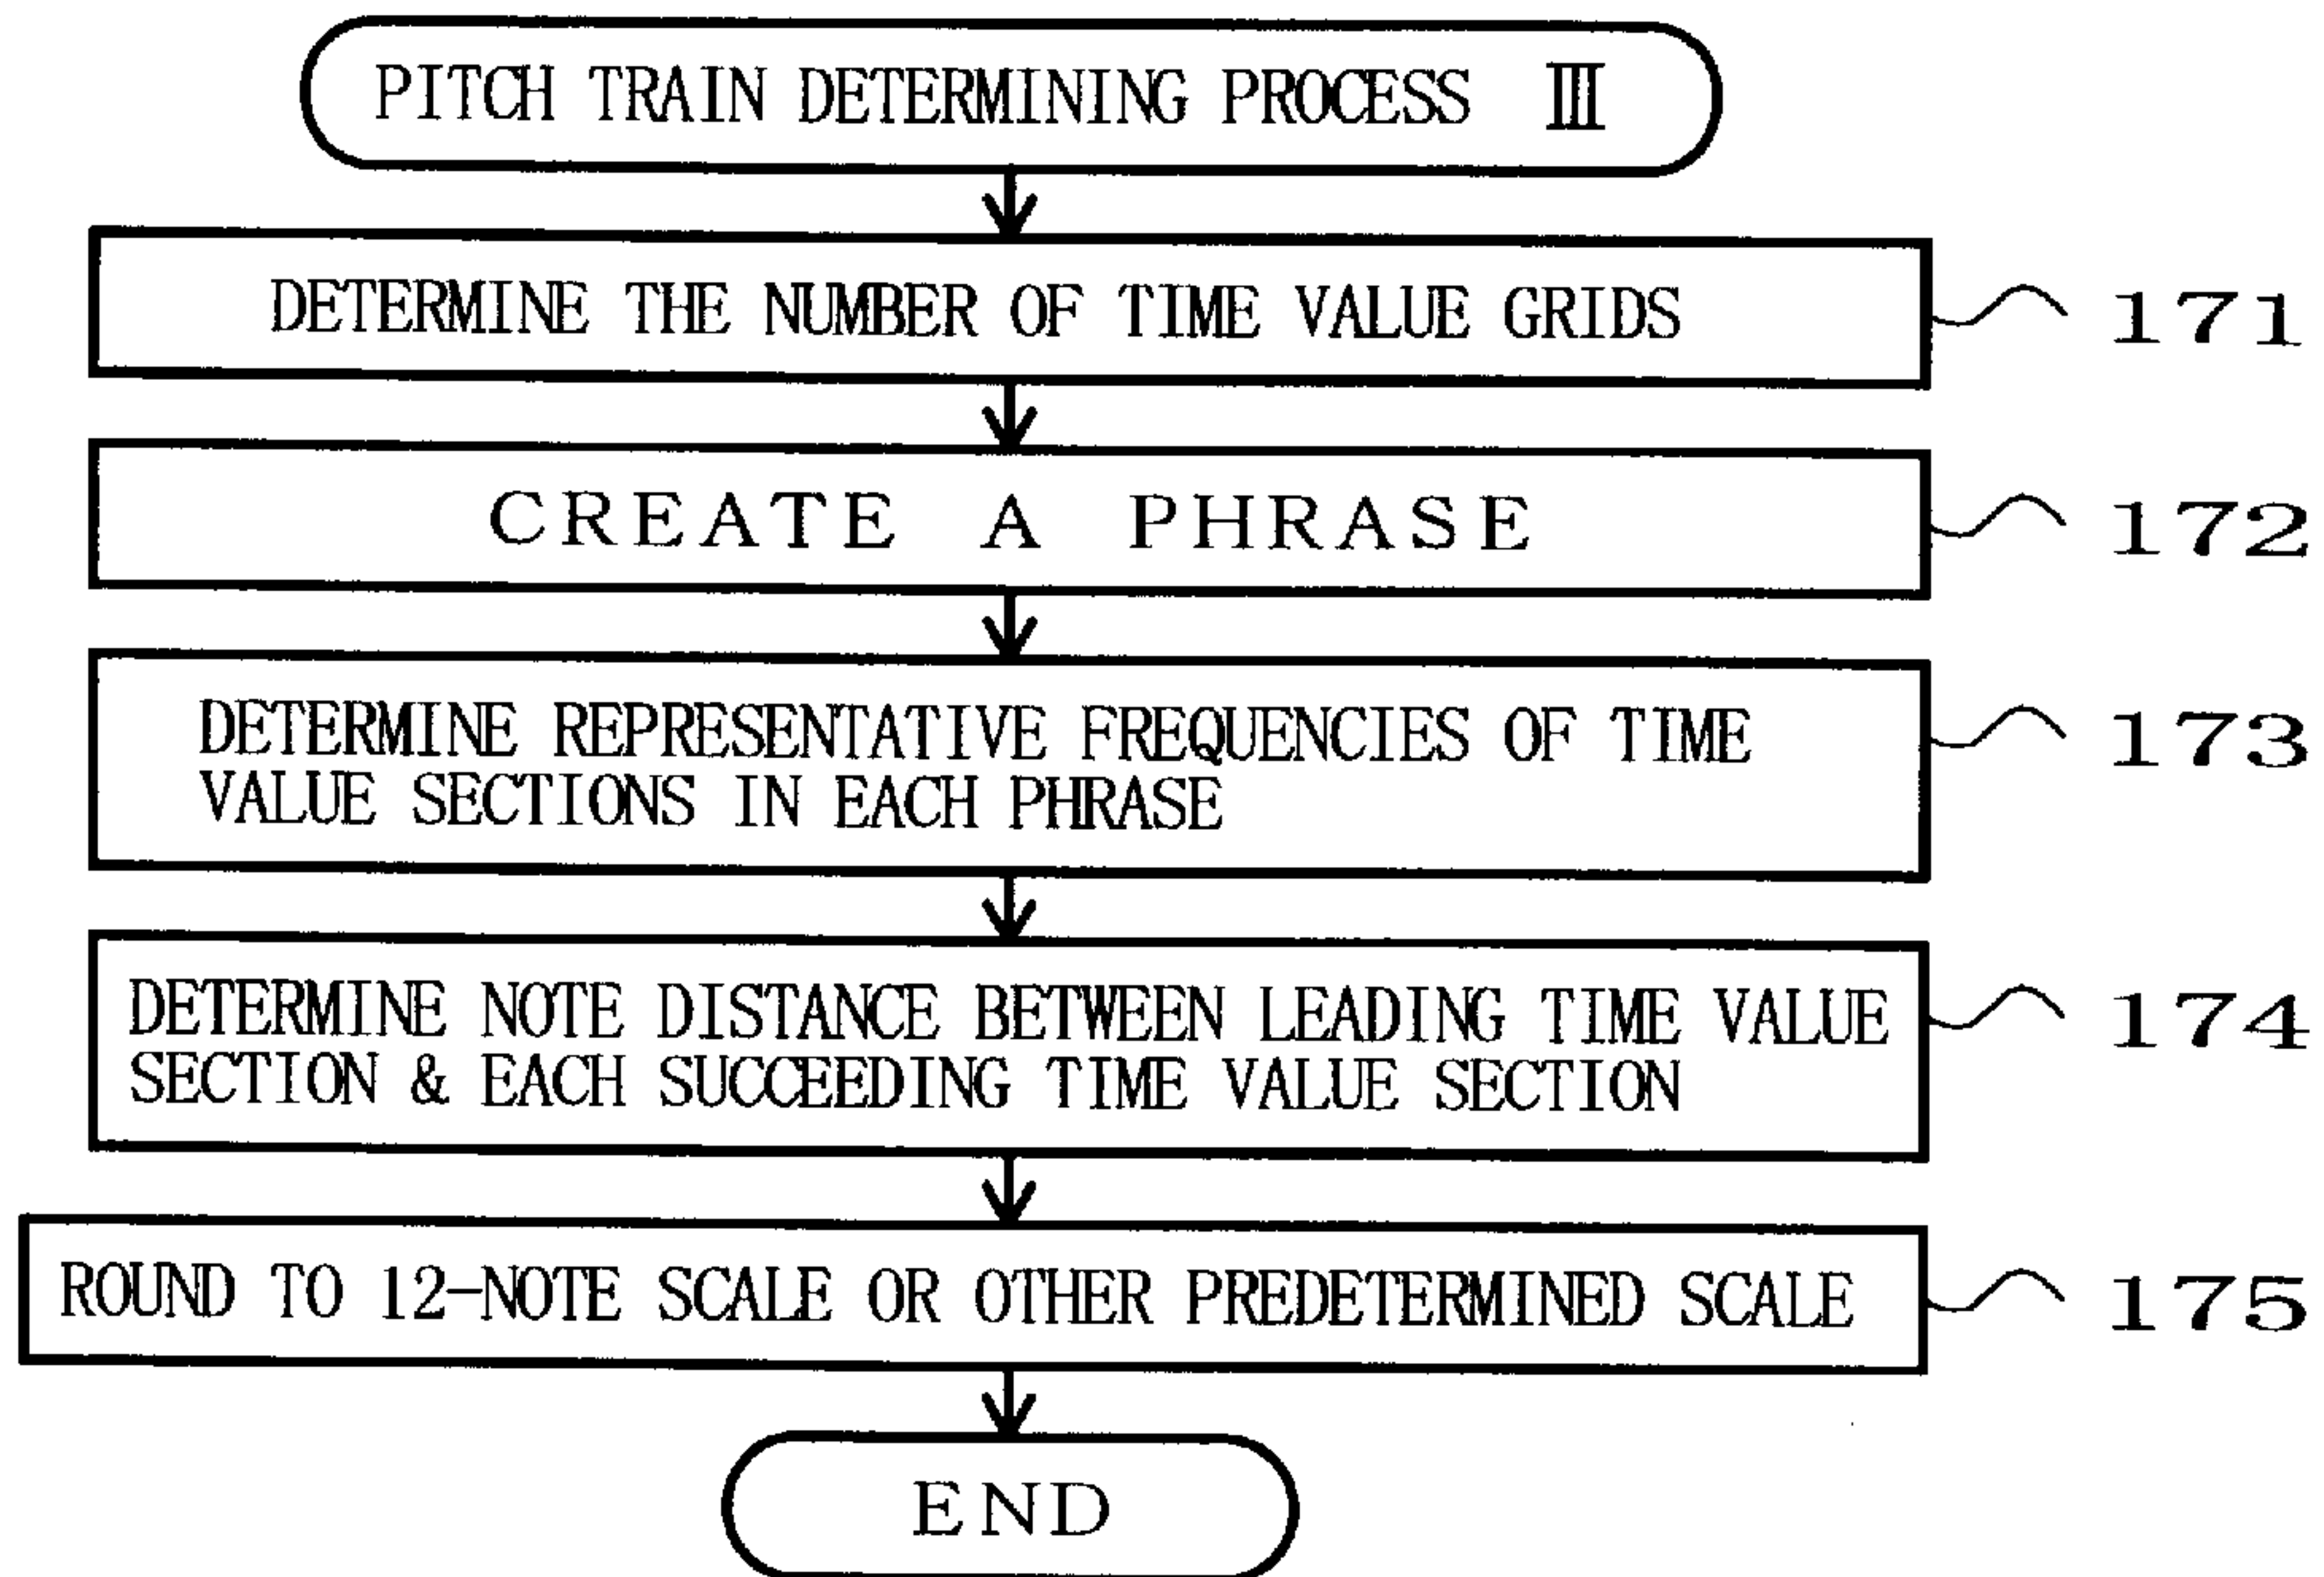 PITCH TRAIN DETERMINING PROCESS III
DETERMINE THE NUMBER OF TIME VALUE GRIDS
171
CREATE A PHRASE
172
DETERMINE REPRESENTATIVE FREQUENCIES OF TIME
VALUE SECTIONS IN EACH PHRASE
173
DETERMINE NOTE DISTANCE BETWEEN LEADING TIME VALUE
SECTION & EACH SUCCEEDING TIME VALUE SECTION
174
ROUND TO 12-NOTE SCALE OR OTHER PREDETERMINED SCALE
175
END